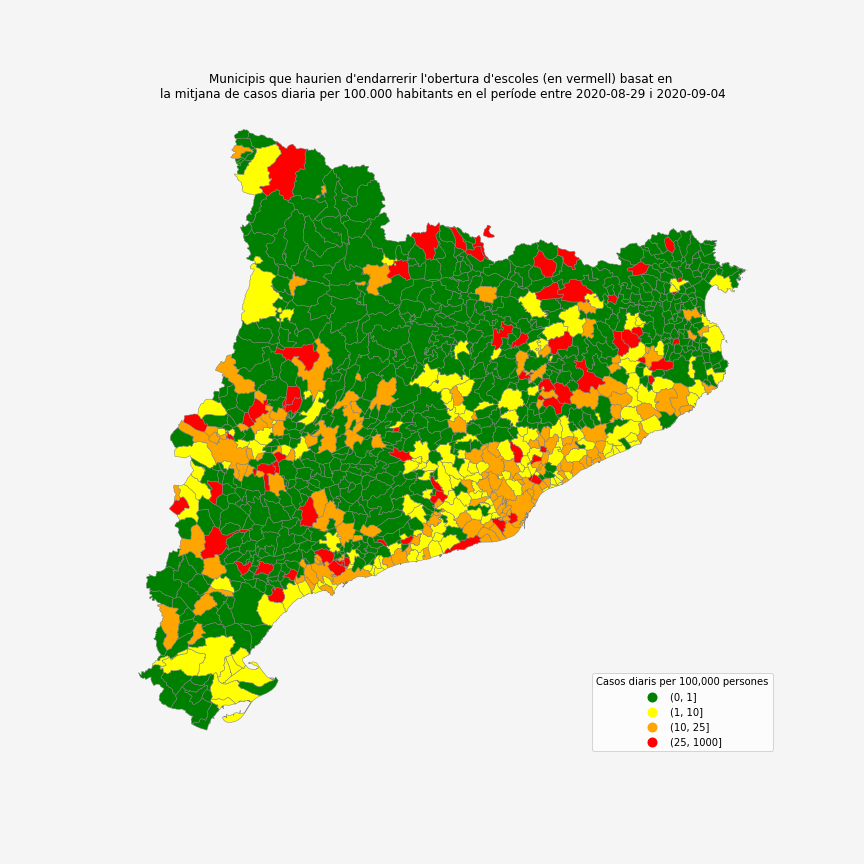 Municipis que haurien d'endarrerir l'obertura d'escoles (en vermell) basat en
la mitjana de casos diaria per 100.000 habitants en el període entre 2020-08-29 i 2020-09-04
Casos diaris per 100,000 persones
(0, 1]
(1, 10]
(10, 25]
(25, 1000]